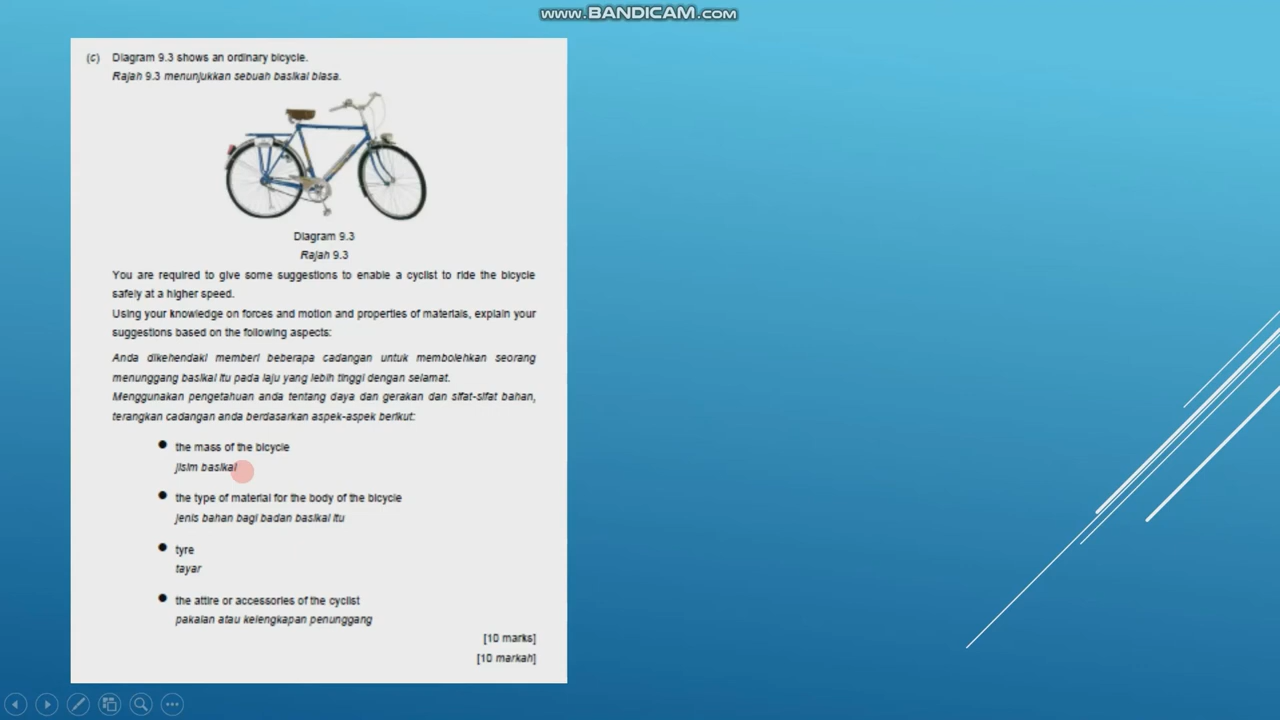 www.BANDICAM.com
(c) Diagram 9.3 shows an ordinary bicycle.
Rajah 9.3 menunjukkan sebuah basikal biasa.
Diagram 9.3
Rajah 9.3
You are required to give some suggestions to enable a cyclist to ride the bicycle
safely at a higher speed.
Using your knowledge on forces and motion and properties of materials, explain your
suggestions based on the following aspects:
Anda dikehendaki memberi beberapa cadangan untuk membolehkan seorang
menunggang basikal itu pada laju yang lebih tinggi dengan selamat.
Menggunakan pengetahuan anda tentang daya dan gerakan dan sifat-sifat bahan,
terangkan cadangan anda berdasarkan aspek-aspek berikut:
● the mass of the bicycle
jisim basikal
● the type of material for the body of the bicycle
jenis bahan bagi badan basikal itu
● tyre
tayar
● the attire or accessories of the cyclist
pakaian atau kelengkapan penunggang
[10 marks]
[10 markah]